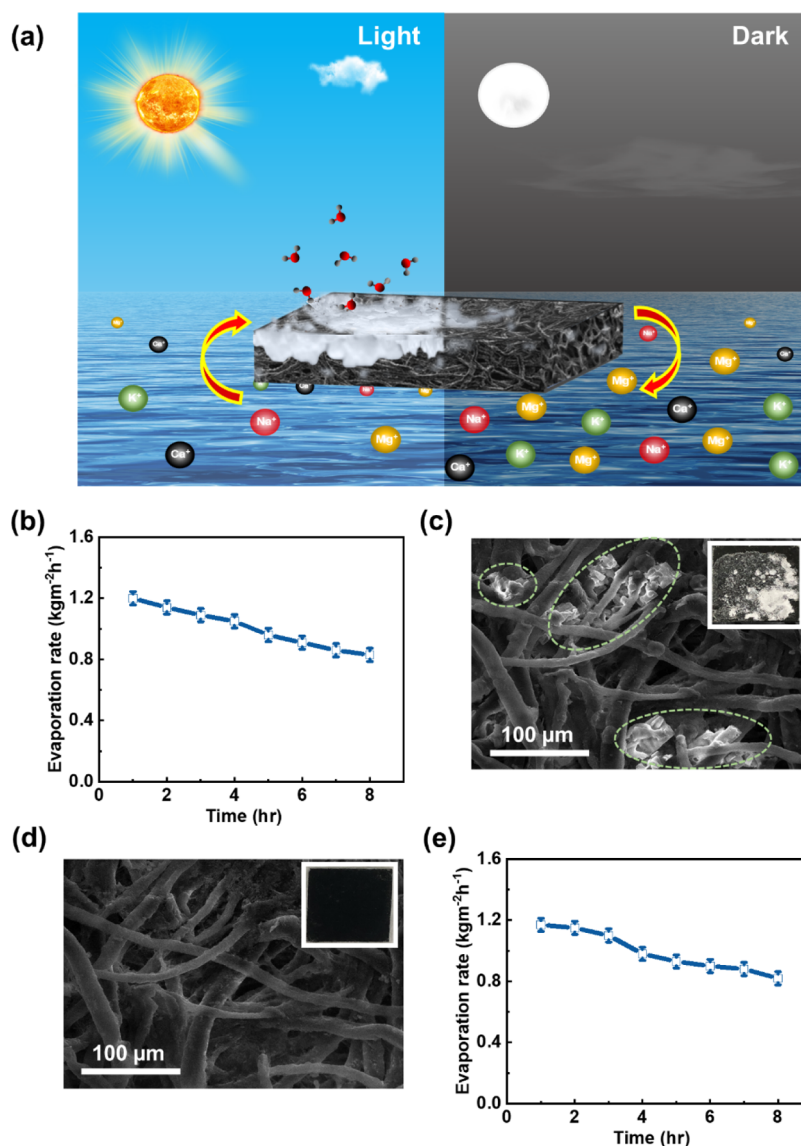 (a)
Light
Dark
Na⁺
Ca⁺
Ca⁺
Mg⁺
K⁺
Mg⁺
K⁺
Na⁺
Mg⁺
Ca⁺
K⁺
Na⁺
K⁺
Mg⁺
Mg⁺
Ca⁺
Mg⁺
Na⁺
Ca⁺
K⁺
Mg⁺
K⁺
(b)
Evaporation rate (kgm⁻²h⁻¹)
1.6
1.2
0.8
0.4
0.0
0
2
4
6
8
Time (hr)
(c)
100 μm
(d)
100 μm
(e)
Evaporation rate (kgm⁻²h⁻¹)
1.6
1.2
0.8
0.4
0.0
0
2
4
6
8
Time (hr)